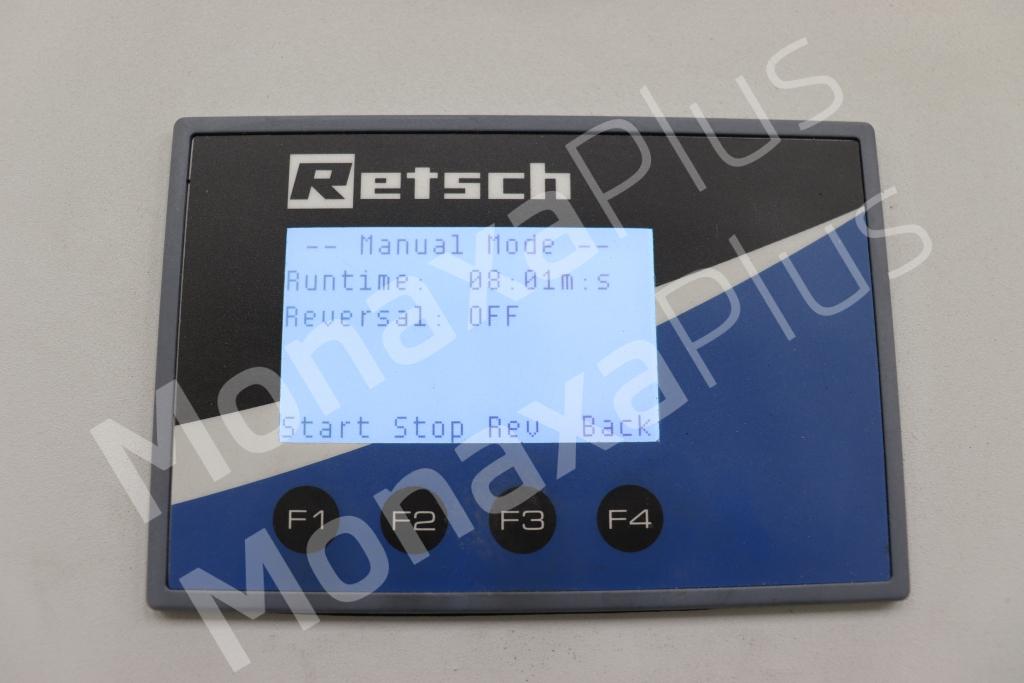 Retsch
-- Manual Mode --
Runtime: 08:01m:s
Reversal: OFF
Start Stop Rev Back
F1 F2 F3 F4
MonaxaPlus
MonaxaPlus